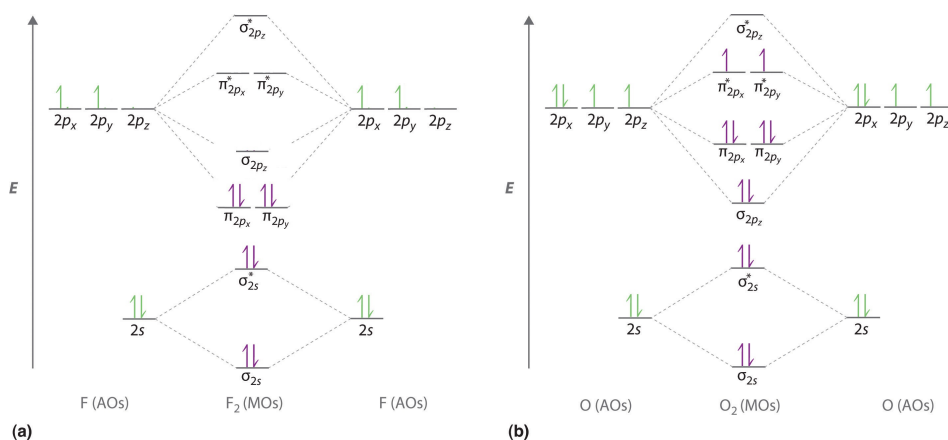 σ*2pz
π*2px π*2py
2px 2py 2pz
2px 2py 2pz
σ2pz
E
π2px π2py
σ*2s
2s
2s
σ2s
F (AOs)
F2 (MOs)
F (AOs)
(a)
σ*2pz
π*2px π*2py
2px 2py 2pz
2px 2py 2pz
π2px π2py
E
σ2pz
σ*2s
2s
2s
σ2s
O (AOs)
O2 (MOs)
O (AOs)
(b)